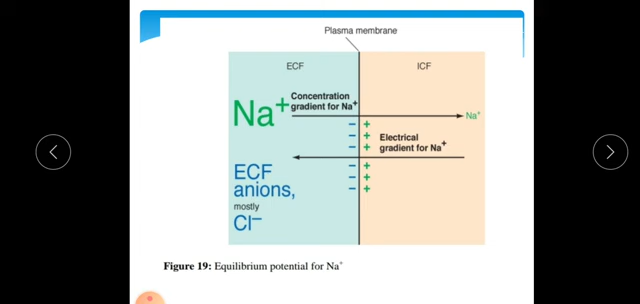 Plasma membrane
ECF
ICF
Na+
Concentration
gradient for Na+
Na+
Electrical
gradient for Na+
ECF
anions,
mostly
Cl–
– +
– +
– +
– +
– +
– +
Figure 19: Equilibrium potential for Na+